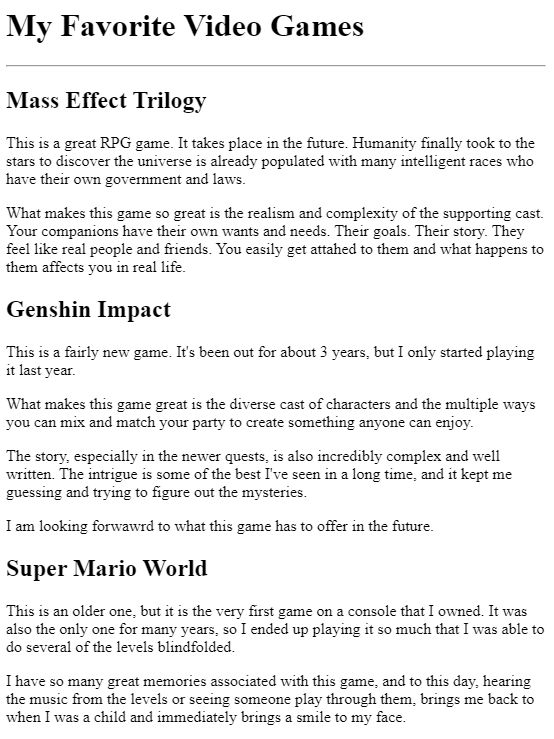 My Favorite Video Games
Mass Effect Trilogy
This is a great RPG game. It takes place in the future. Humanity finally took to the
stars to discover the universe is already populated with many intelligent races who
have their own government and laws.
What makes this game so great is the realism and complexity of the supporting cast.
Your companions have their own wants and needs. Their goals. Their story. They
feel like real people and friends. You easily get attahed to them and what happens to
them affects you in real life.
Genshin Impact
This is a fairly new game. It's been out for about 3 years, but I only started playing
it last year.
What makes this game great is the diverse cast of characters and the multiple ways
you can mix and match your party to create something anyone can enjoy.
The story, especially in the newer quests, is also incredibly complex and well
written. The intrigue is some of the best I've seen in a long time, and it kept me
guessing and trying to figure out the mysteries.
I am looking forwawrd to what this game has to offer in the future.
Super Mario World
This is an older one, but it is the very first game on a console that I owned. It was
also the only one for many years, so I ended up playing it so much that I was able to
do several of the levels blindfolded.
I have so many great memories associated with this game, and to this day, hearing
the music from the levels or seeing someone play through them, brings me back to
when I was a child and immediately brings a smile to my face.